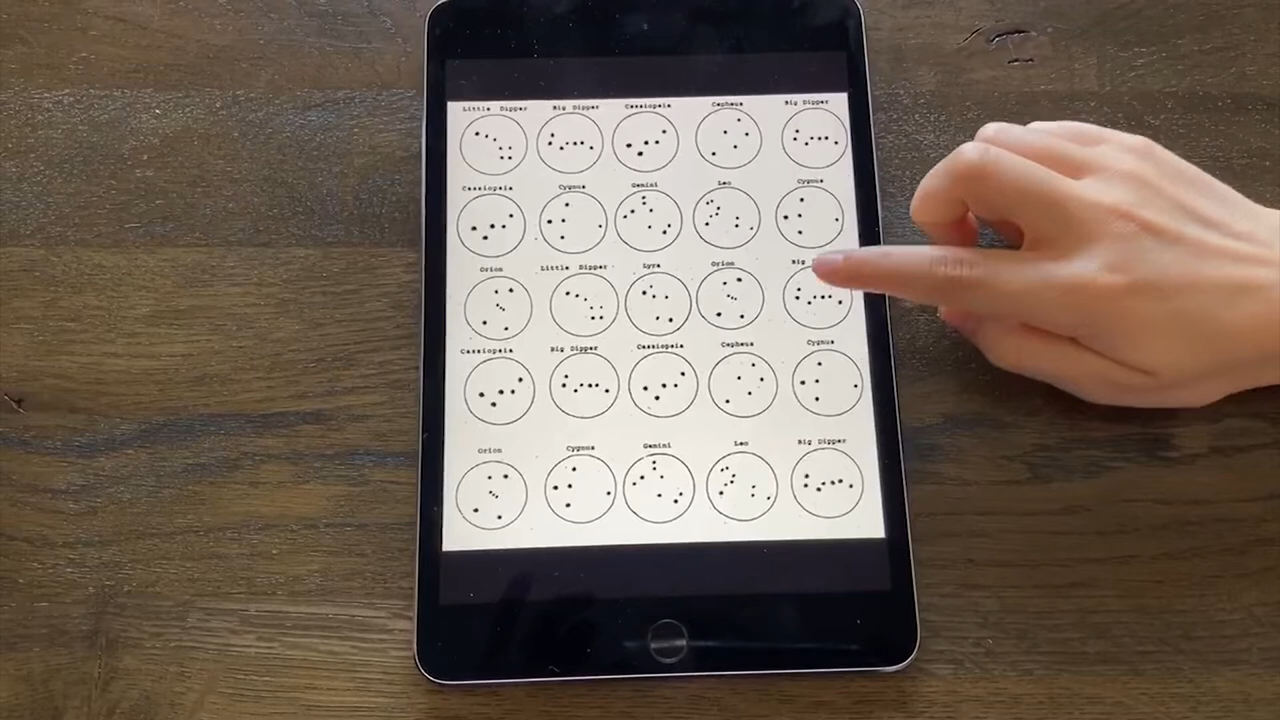 Little Dipper Big Dipper Cassiopeia Cepheus Big Dipper
Cassiopeia Cygnus Gemini Leo Cygnus
Orion Little Dipper Lyra Orion Big
Cassiopeia Big Dipper Cassiopeia Cepheus Cygnus
Orion Cygnus Gemini Leo Big Dipper